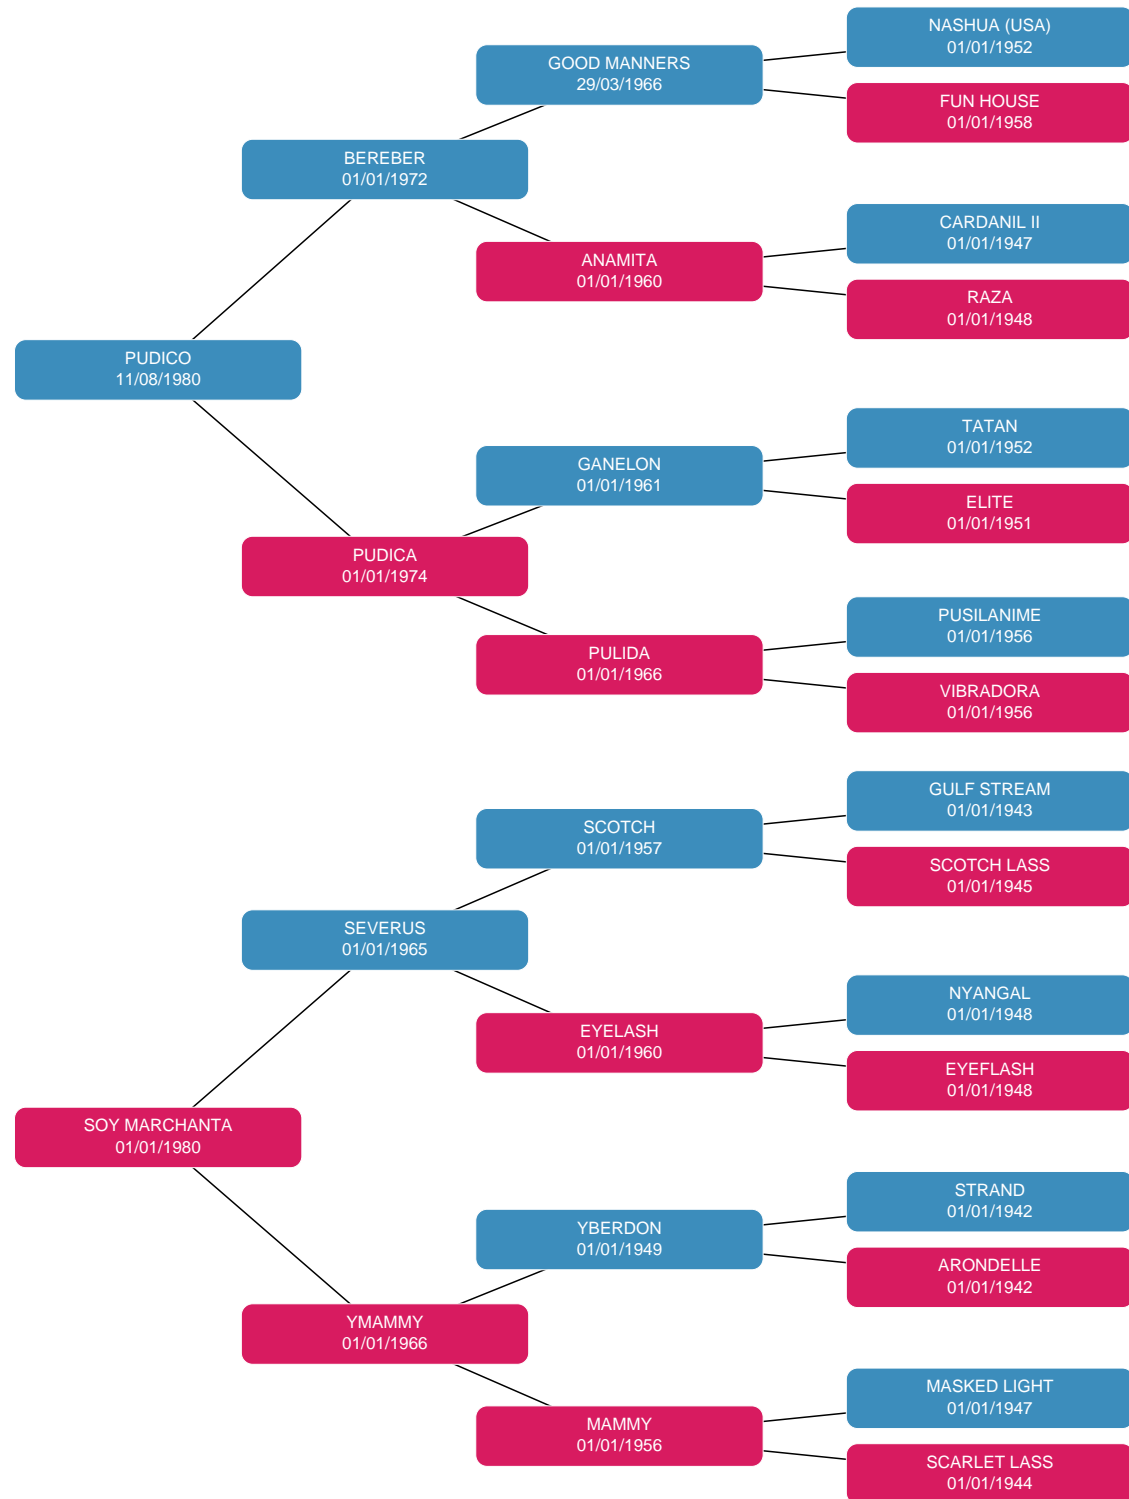 NASHUA (USA)
01/01/1952
GOOD MANNERS
29/03/1966
FUN HOUSE
01/01/1958
BEREBER
01/01/1972
CARDANIL II
01/01/1947
ANAMITA
01/01/1960
RAZA
01/01/1948
PUDICO
11/08/1980
TATAN
01/01/1952
GANELON
01/01/1961
ELITE
01/01/1951
PUDICA
01/01/1974
PUSILANIME
01/01/1956
PULIDA
01/01/1966
VIBRADORA
01/01/1956
GULF STREAM
01/01/1943
SCOTCH
01/01/1957
SCOTCH LASS
01/01/1945
SEVERUS
01/01/1965
NYANGAL
01/01/1948
EYELASH
01/01/1960
EYEFLASH
01/01/1948
SOY MARCHANTA
01/01/1980
STRAND
01/01/1942
YBERDON
01/01/1949
ARONDELLE
01/01/1942
YMAMMY
01/01/1966
MASKED LIGHT
01/01/1947
MAMMY
01/01/1956
SCARLET LASS
01/01/1944